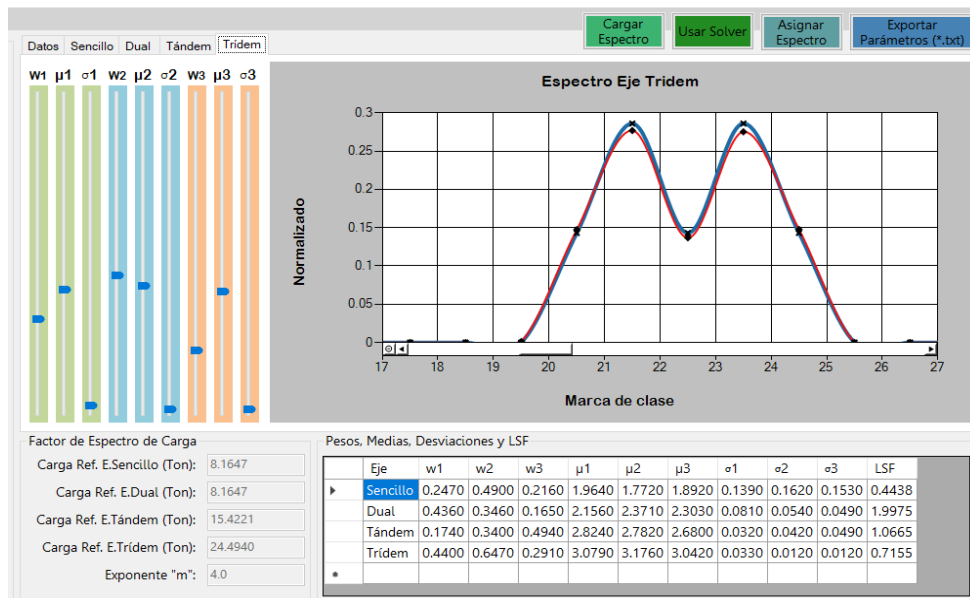 Cargar Espectro
Usar Solver
Asignar Espectro
Exportar Parámetros (*.txt)
Datos Sencillo Dual Tándem Trídem
w1 μ1 σ1 w2 μ2 σ2 w3 μ3 σ3
Espectro Eje Tridem
Normalizado
0.3
0.25
0.2
0.15
0.1
0.05
0
17 18 19 20 21 22 23 24 25 26 27
Marca de clase
Factor de Espectro de Carga
Carga Ref. E.Sencillo (Ton): 8.1647
Carga Ref. E.Dual (Ton): 8.1647
Carga Ref. E.Tándem (Ton): 15.4221
Carga Ref. E.Trídem (Ton): 24.4940
Exponente "m": 4.0
Pesos, Medias, Desviaciones y LSF
Eje w1 w2 w3 μ1 μ2 μ3 σ1 σ2 σ3 LSF
Sencillo 0.2470 0.4900 0.2160 1.9640 1.7720 1.8920 0.1390 0.1620 0.1530 0.4438
Dual 0.4360 0.3460 0.1650 2.1560 2.3710 2.3030 0.0810 0.0540 0.0490 1.9975
Tándem 0.1740 0.3400 0.4940 2.8240 2.7820 2.6800 0.0320 0.0420 0.0490 1.0665
Trídem 0.4400 0.6470 0.2910 3.0790 3.1760 3.0420 0.0330 0.0120 0.0120 0.7155